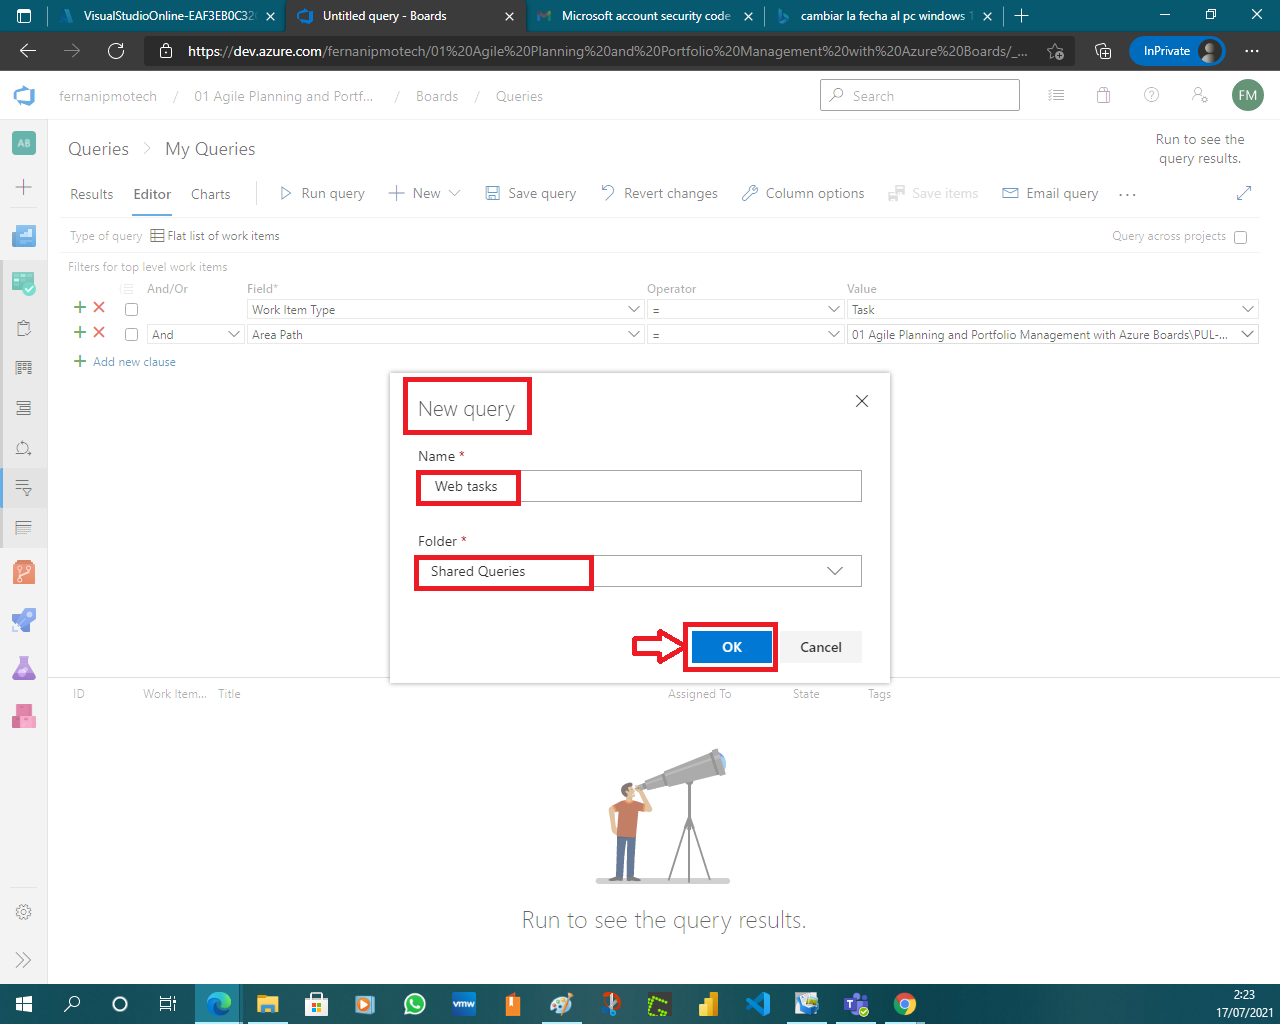 VisualStudioOnline-EAF3EB0C32
Untitled query - Boards
Microsoft account security code
cambiar la fecha al pc windows 1
https://dev.azure.com/fernanipmotech/01%20Agile%20Planning%20and%20Portfolio%20Management%20with%20Azure%20Boards/_...
InPrivate
fernanipmotech / 01 Agile Planning and Portf... / Boards / Queries
Search
FM
AB
Queries > My Queries
Run to see the
query results.
Results Editor Charts Run query New Save query Revert changes Column options Save items Email query ...
Type of query Flat list of work items
Query across projects
Filters for top level work items
And/Or Field* Operator Value
Work Item Type = Task
And Area Path = 01 Agile Planning and Portfolio Management with Azure Boards\PUL-...
Add new clause
New query
Name *
Web tasks
Folder *
Shared Queries
OK Cancel
ID Work Item... Title Assigned To State Tags
Run to see the query results.
vmw
2:23
17/07/2021